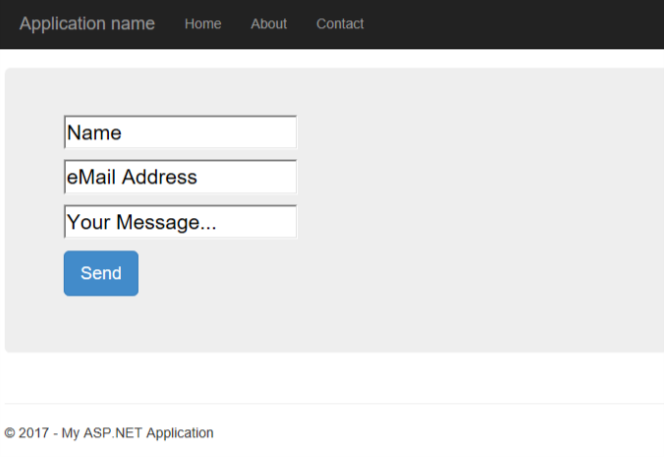 Application name Home About Contact
Name
eMail Address
Your Message...
Send
© 2017 - My ASP.NET Application